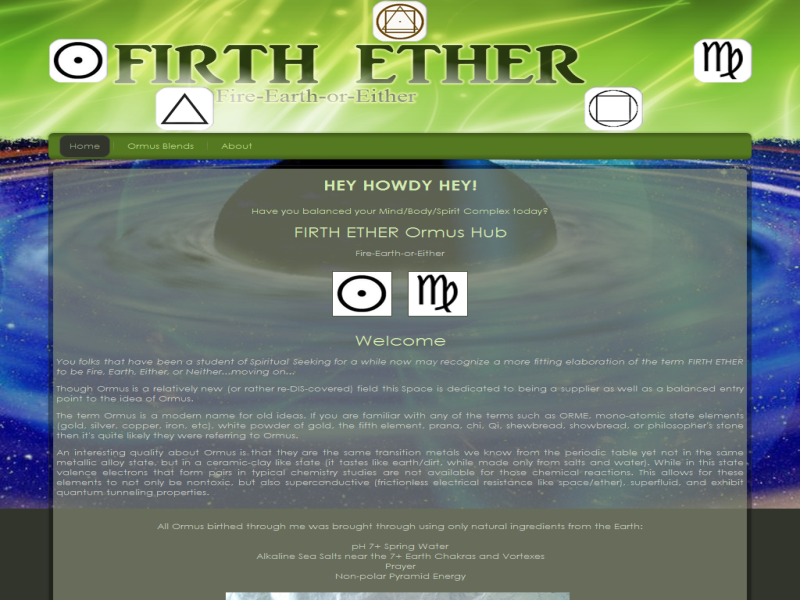 FIRTH ETHER
Fire-Earth-or-Either
Home
Ormus Blends
About
HEY HOWDY HEY!
Have you balanced your Mind/Body/Spirit Complex today?
FIRTH ETHER Ormus Hub
Fire-Earth-or-Either
Welcome
You folks that have been a student of Spiritual Seeking for a while now may recognize a more fitting elaboration of the term FIRTH ETHER
to be Fire, Earth, Either, or Neither...moving on...
Though Ormus is a relatively new (or rather re-DIS-covered) field this Space is dedicated to being a supplier as well as a balanced entry
point to the idea of Ormus.
The term Ormus is a modern name for old ideas. If you are familiar with any of the terms such as ORME, mono-atomic state elements
(gold, silver, copper, iron, etc), white powder of gold, the fifth element, prana, chi, Qi, shewbread, showbread, or philosopher's stone
then it's quite likely they were referring to Ormus.
An interesting quality about Ormus is that they are the same transition metals we know from the periodic table yet not in the same
metallic alloy state, but in a ceramic-clay like state (it tastes like earth/dirt, while made only from salts and water). While in this state
valence electrons that form pairs in typical chemistry studies are not available for those chemical reactions. This allows for these
elements to not only be nontoxic, but also superconductive (frictionless electrical resistance like space/ether), superfluid, and exhibit
quantum tunneling properties.
All Ormus birthed through me was brought through using only natural ingredients from the Earth:
pH 7+ Spring Water
Alkaline Sea Salts near the 7+ Earth Chakras and Vortexes
Prayer
Non-polar Pyramid Energy